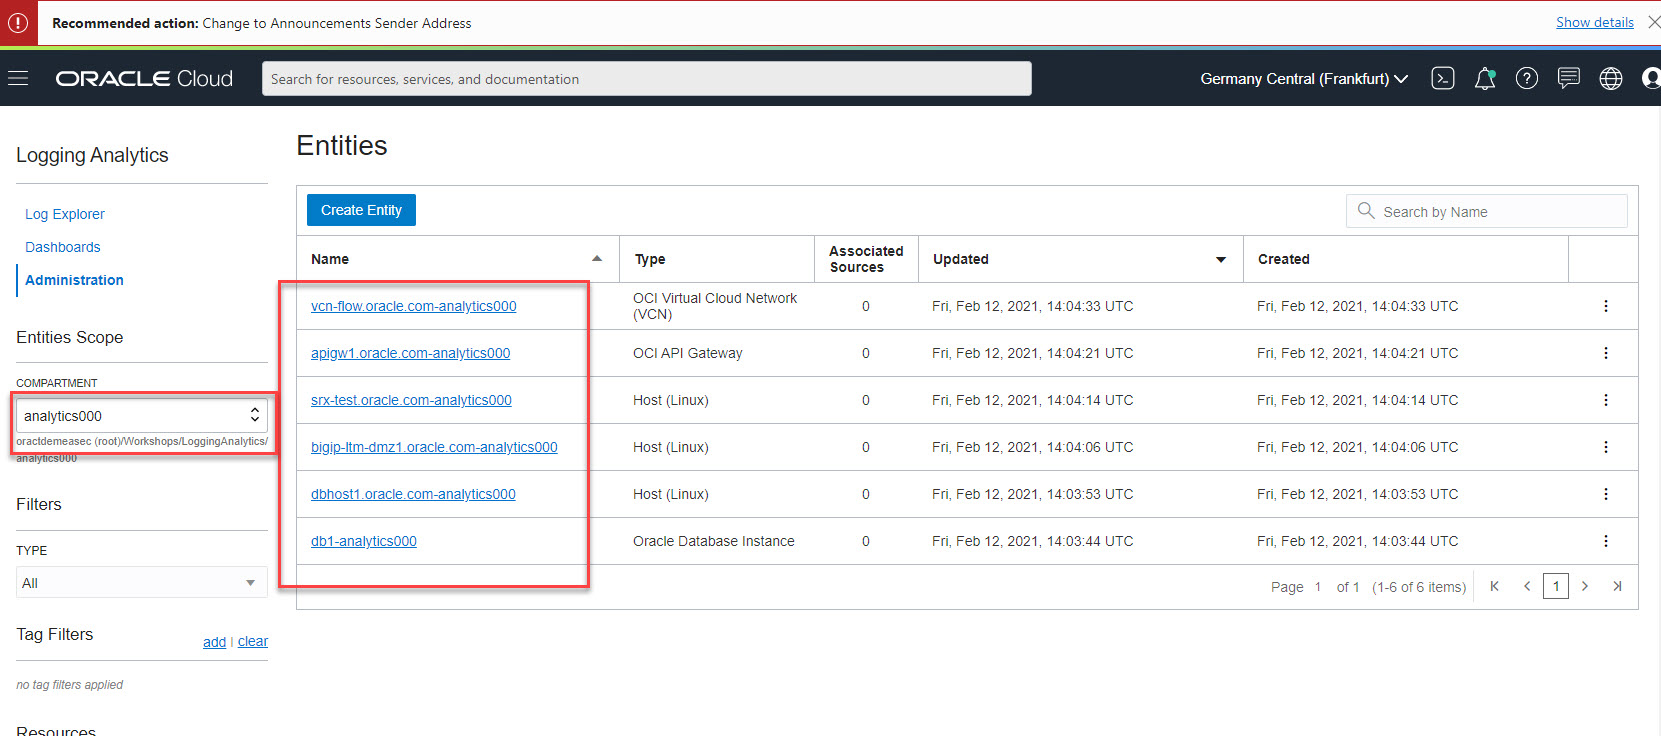 Recommended action: Change to Announcements Sender Address
Show details
ORACLE Cloud
Search for resources, services, and documentation
Germany Central (Frankfurt)
Logging Analytics
Log Explorer
Dashboards
Administration
Entities Scope
COMPARTMENT
analytics000
oractdemeasec (root)/Workshops/LoggingAnalytics/
analytics000
Filters
TYPE
All
Tag Filters
add | clear
no tag filters applied
Resources
Entities
Create Entity
Search by Name
Name Type Associated Sources Updated Created
vcn-flow.oracle.com-analytics000 OCI Virtual Cloud Network (VCN) 0 Fri, Feb 12, 2021, 14:04:33 UTC Fri, Feb 12, 2021, 14:04:33 UTC
apigw1.oracle.com-analytics000 OCI API Gateway 0 Fri, Feb 12, 2021, 14:04:21 UTC Fri, Feb 12, 2021, 14:04:21 UTC
srx-test.oracle.com-analytics000 Host (Linux) 0 Fri, Feb 12, 2021, 14:04:14 UTC Fri, Feb 12, 2021, 14:04:14 UTC
bigip-ltm-dmz1.oracle.com-analytics000 Host (Linux) 0 Fri, Feb 12, 2021, 14:04:06 UTC Fri, Feb 12, 2021, 14:04:06 UTC
dbhost1.oracle.com-analytics000 Host (Linux) 0 Fri, Feb 12, 2021, 14:03:53 UTC Fri, Feb 12, 2021, 14:03:53 UTC
db1-analytics000 Oracle Database Instance 0 Fri, Feb 12, 2021, 14:03:44 UTC Fri, Feb 12, 2021, 14:03:44 UTC
Page 1 of 1 (1-6 of 6 items) 1